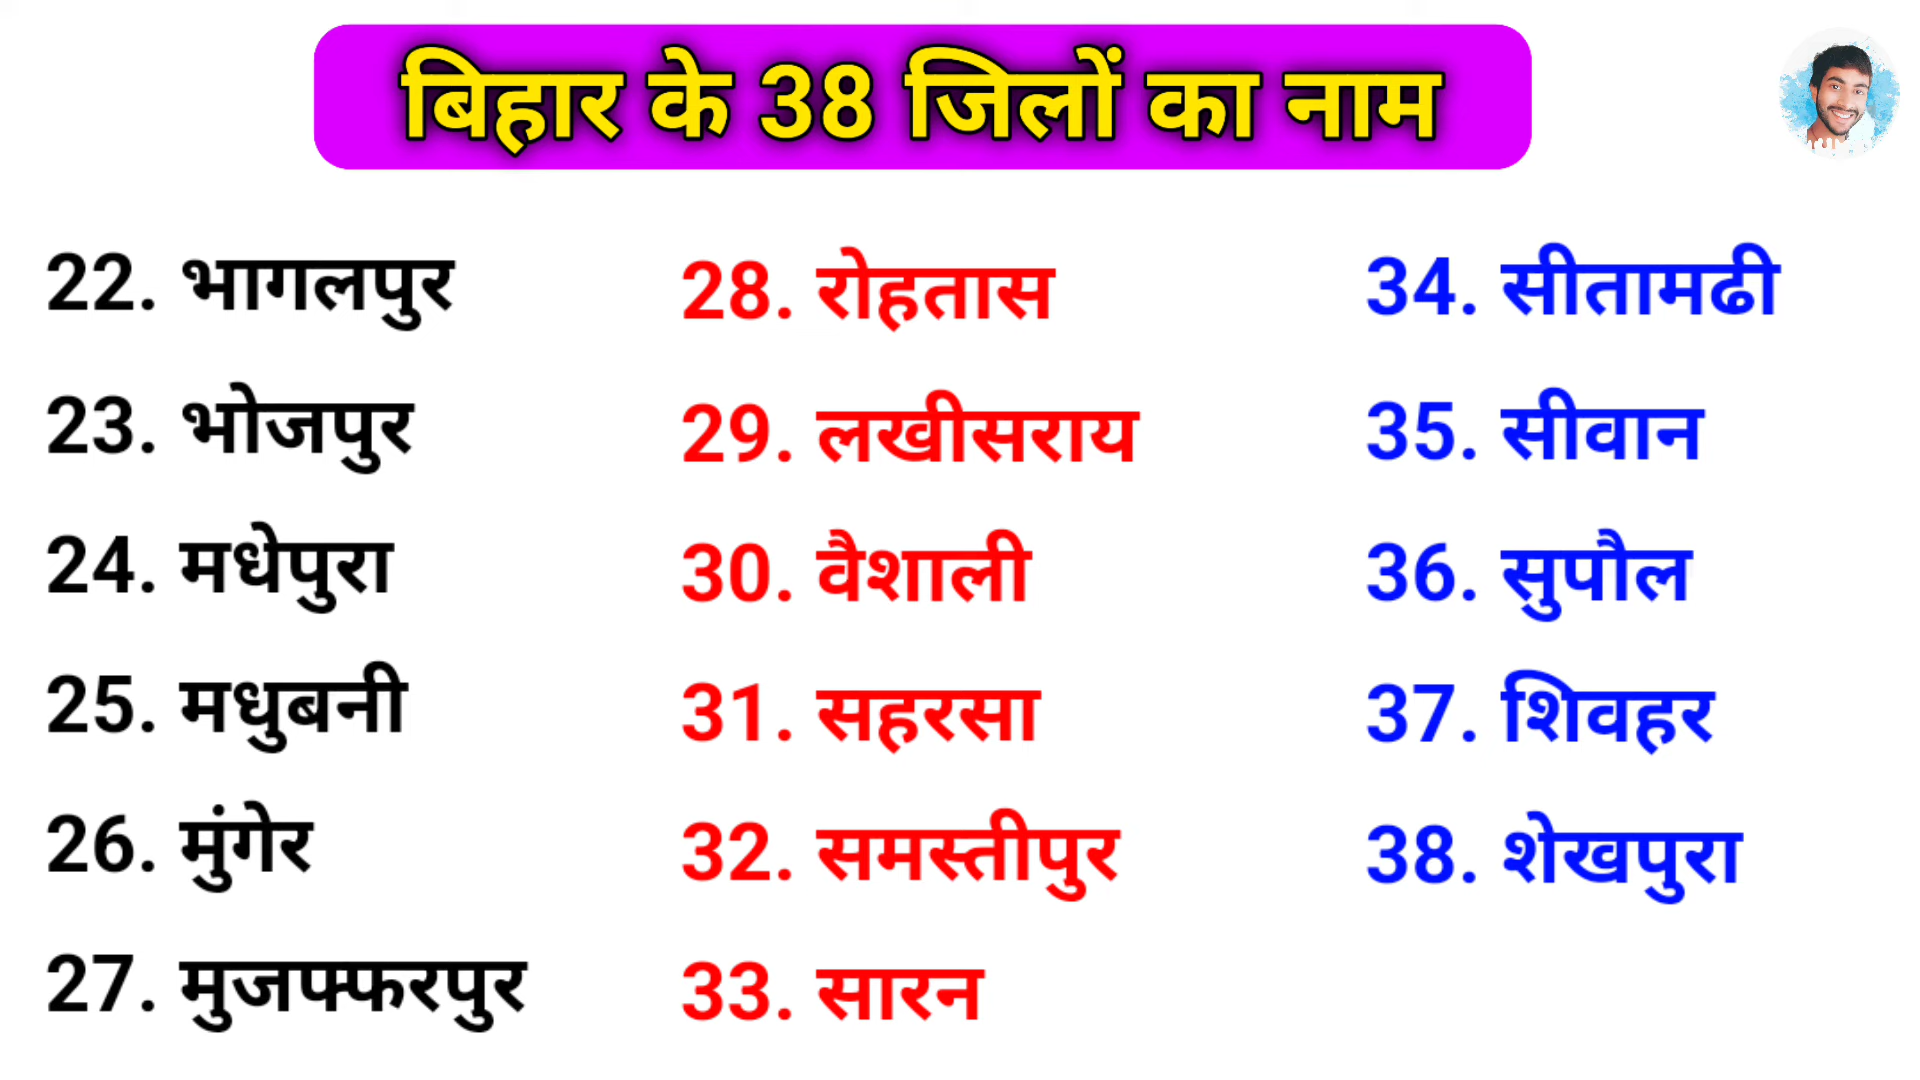 बिहार के 38 जिलों का नाम
22. भागलपुर
23. भोजपुर
24. मधेपुरा
25. मधुबनी
26. मुंगेर
27. मुजफ्फरपुर
28. रोहतास
29. लखीसराय
30. वैशाली
31. सहरसा
32. समस्तीपुर
33. सारन
34. सीतामढी
35. सीवान
36. सुपौल
37. शिवहर
38. शेखपुरा